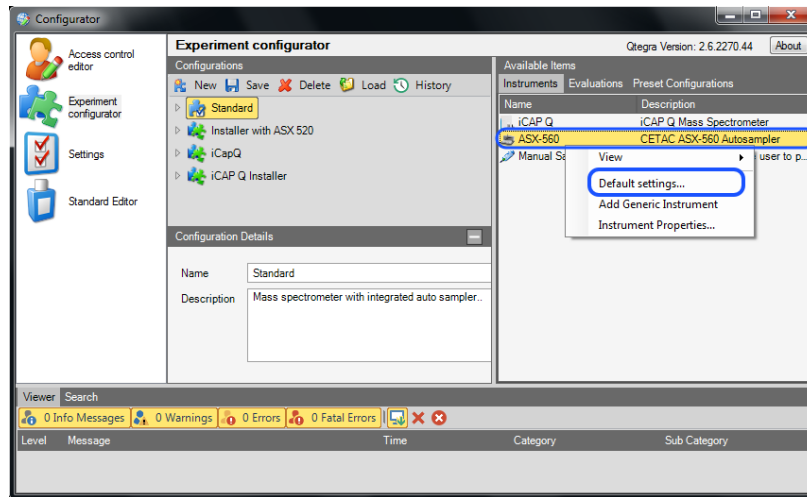 Configurator
Access control editor
Experiment configurator
Settings
Standard Editor
Experiment configurator
Qtegra Version: 2.6.2270.44
About
Configurations
New Save Delete Load History
Standard
Installer with ASX 520
iCapQ
iCAP Q Installer
Configuration Details
Name Standard
Description Mass spectrometer with integrated auto sampler..
Available Items
Instruments Evaluations Preset Configurations
Name Description
iCAP Q iCAP Q Mass Spectrometer
ASX-560 CETAC ASX-560 Autosampler
Manual Sa user to p...
View
Default settings...
Add Generic Instrument
Instrument Properties...
Viewer Search
0 Info Messages 0 Warnings 0 Errors 0 Fatal Errors
Level Message Time Category Sub Category